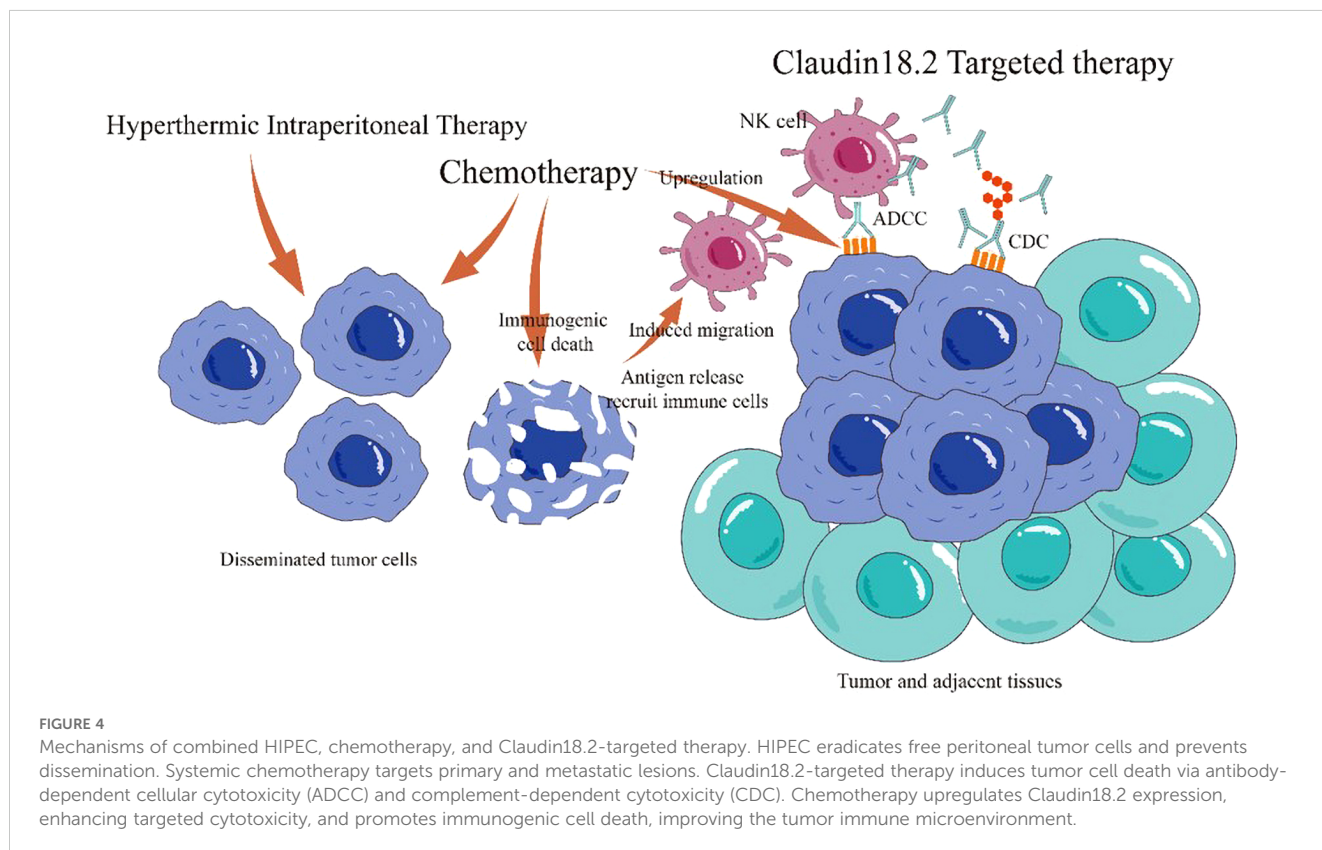 Claudin18.2 Targeted therapy
Hyperthermic Intraperitoneal Therapy
NK cell
Chemotherapy
Upregulation
ADCC
CDC
Immunogenic
cell death
Induced migration
Antigen release
recruit immune cells
Disseminated tumor cells
Tumor and adjacent tissues
FIGURE 4
Mechanisms of combined HIPEC, chemotherapy, and Claudin18.2-targeted therapy. HIPEC eradicates free peritoneal tumor cells and prevents
dissemination. Systemic chemotherapy targets primary and metastatic lesions. Claudin18.2-targeted therapy induces tumor cell death via antibody-
dependent cellular cytotoxicity (ADCC) and complement-dependent cytotoxicity (CDC). Chemotherapy upregulates Claudin18.2 expression,
enhancing targeted cytotoxicity, and promotes immunogenic cell death, improving the tumor immune microenvironment.